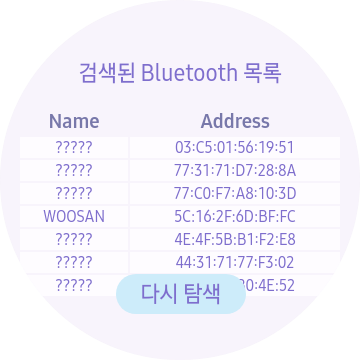 검색된 Bluetooth 목록
Name Address
????? 03:C5:01:56:19:51
????? 77:31:71:D7:28:8A
????? 77:C0:F7:A8:10:3D
WOOSAN 5C:16:2F:6D:BF:FC
????? 4E:4F:5B:B1:F2:E8
????? 44:31:71:77:F3:02
????? 0:4E:52
다시 탐색